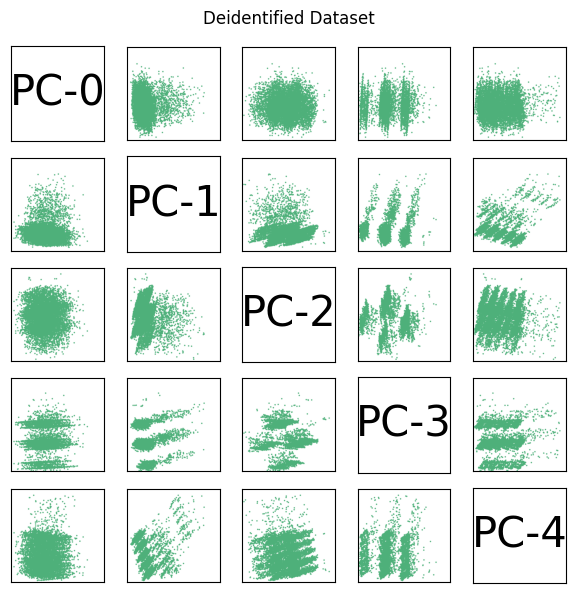 Deidentified Dataset
PC-0
PC-1
PC-2
PC-3
PC-4